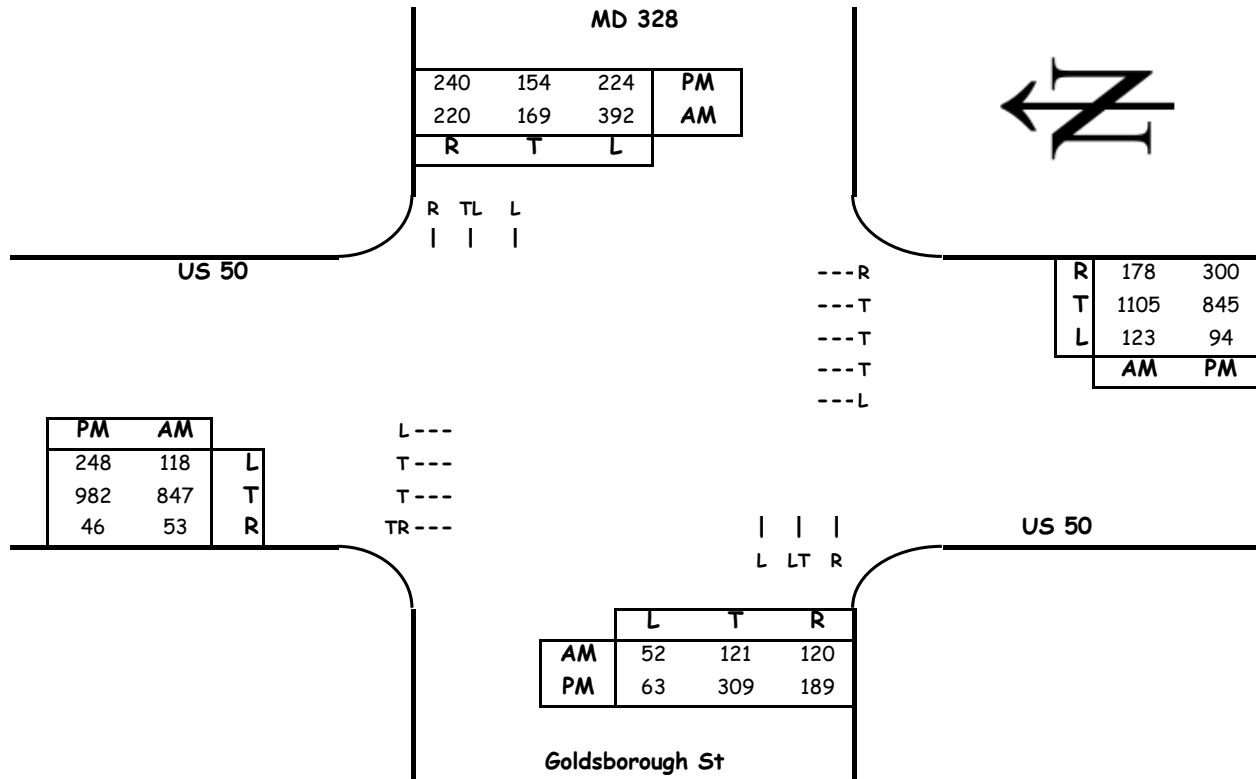 MD 328
240 154 224 PM
220 169 392 AM
R T L
R TL L
N
US 50
---R
---T
---T
---T
---L
R 178 300
T 1105 845
L 123 94
AM PM
PM AM
248 118 L
982 847 T
46 53 R
L---
T---
T---
TR---
L LT R
US 50
L T R
AM 52 121 120
PM 63 309 189
Goldsborough St